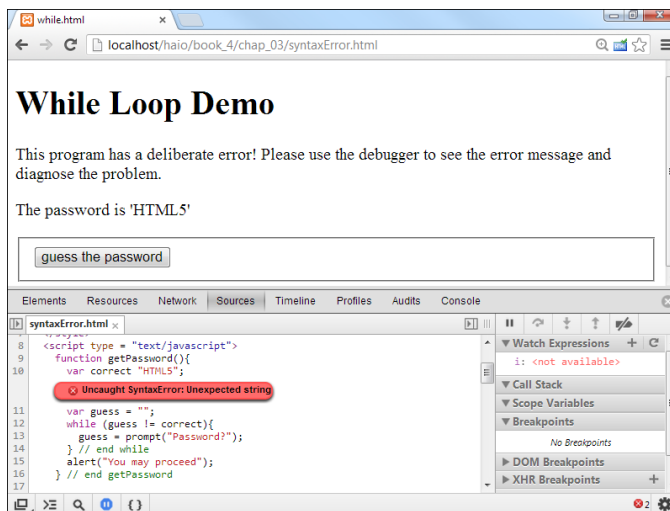 while.html
localhost/haio/book_4/chap_03/syntaxError.html
While Loop Demo
This program has a deliberate error! Please use the debugger to see the error message and
diagnose the problem.
The password is 'HTML5'
guess the password
Elements Resources Network Sources Timeline Profiles Audits Console
syntaxError.html
8 <script type = "text/javascript">
9 function getPassword(){
10 var correct "HTML5";
Uncaught SyntaxError: Unexpected string
11 var guess = "";
12 while (guess != correct){
13 guess = prompt("Password?");
14 } // end while
15 alert("You may proceed");
16 } // end getPassword
17
Watch Expressions
i: <not available>
Call Stack
Scope Variables
Breakpoints
No Breakpoints
DOM Breakpoints
XHR Breakpoints
2